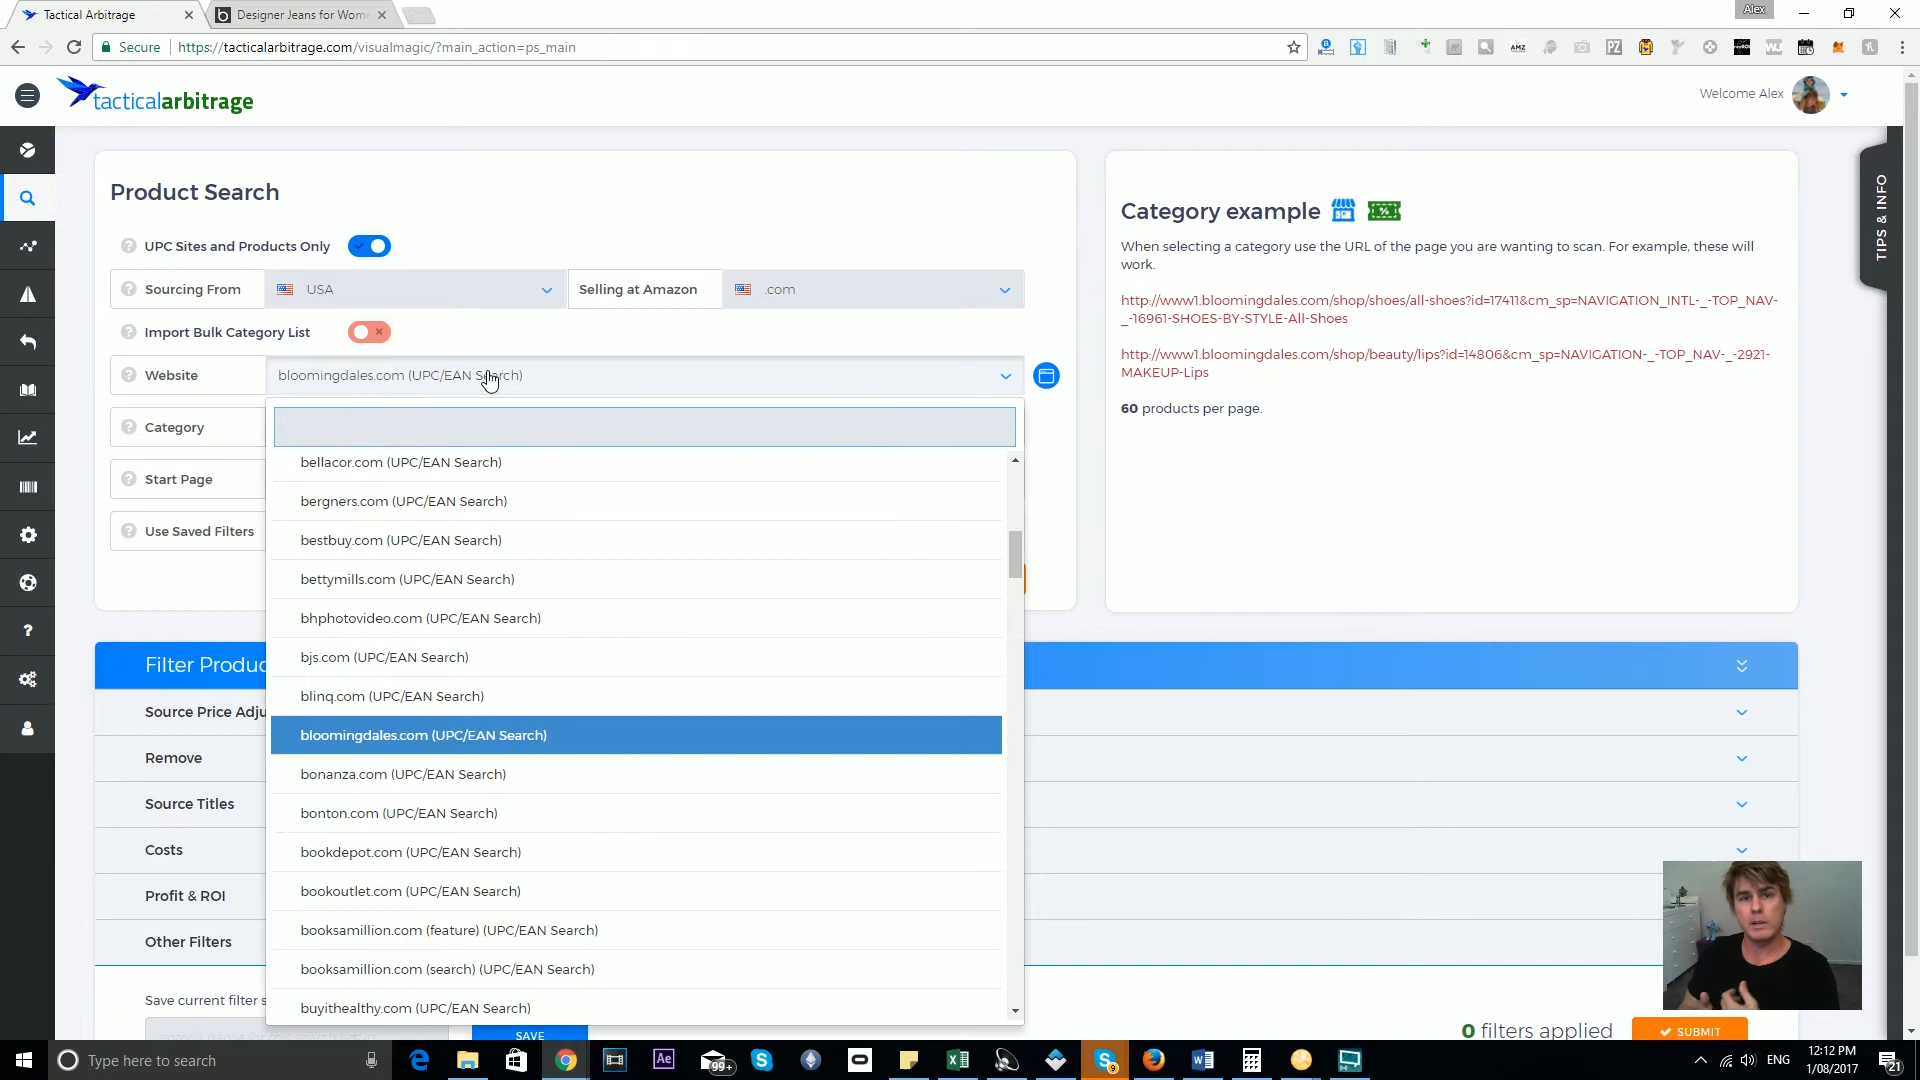 Tactical Arbitrage
Designer Jeans for Wom
Alex
Secure
https://tacticalarbitrage.com/visualmagic/?main_action=ps_main
AMZ
PZ
WJ
tacticalarbitrage
Welcome Alex
Product Search
UPC Sites and Products Only
Sourcing From
USA
Selling at Amazon
.com
Import Bulk Category List
Website
bloomingdales.com (UPC/EAN Search)
Category
Start Page
Use Saved Filters
bellacor.com (UPC/EAN Search)
bergners.com (UPC/EAN Search)
bestbuy.com (UPC/EAN Search)
bettymills.com (UPC/EAN Search)
bhphotovideo.com (UPC/EAN Search)
bjs.com (UPC/EAN Search)
blinq.com (UPC/EAN Search)
bloomingdales.com (UPC/EAN Search)
bonanza.com (UPC/EAN Search)
bonton.com (UPC/EAN Search)
bookdepot.com (UPC/EAN Search)
bookoutlet.com (UPC/EAN Search)
booksamillion.com (feature) (UPC/EAN Search)
booksamillion.com (search) (UPC/EAN Search)
buyithealthy.com (UPC/EAN Search)
Category example
When selecting a category use the URL of the page you are wanting to scan. For example, these will
work.
http://www1.bloomingdales.com/shop/shoes/all-shoes?id=17411&cm_sp=NAVIGATION_INTL-_-TOP_NAV-
_-16961-SHOES-BY-STYLE-All-Shoes
http://www1.bloomingdales.com/shop/beauty/lips?id=14806&cm_sp=NAVIGATION-_-TOP_NAV-_-2921-
MAKEUP-Lips
60 products per page.
TIPS & INFO
Filter Produc
Source Price Adju
Remove
Source Titles
Costs
Profit & ROI
Other Filters
Save current filter s
SAVE
0 filters applied
SUBMIT
Type here to search
Ae
99+
9
ENG
12:12 PM
1/08/2017
21